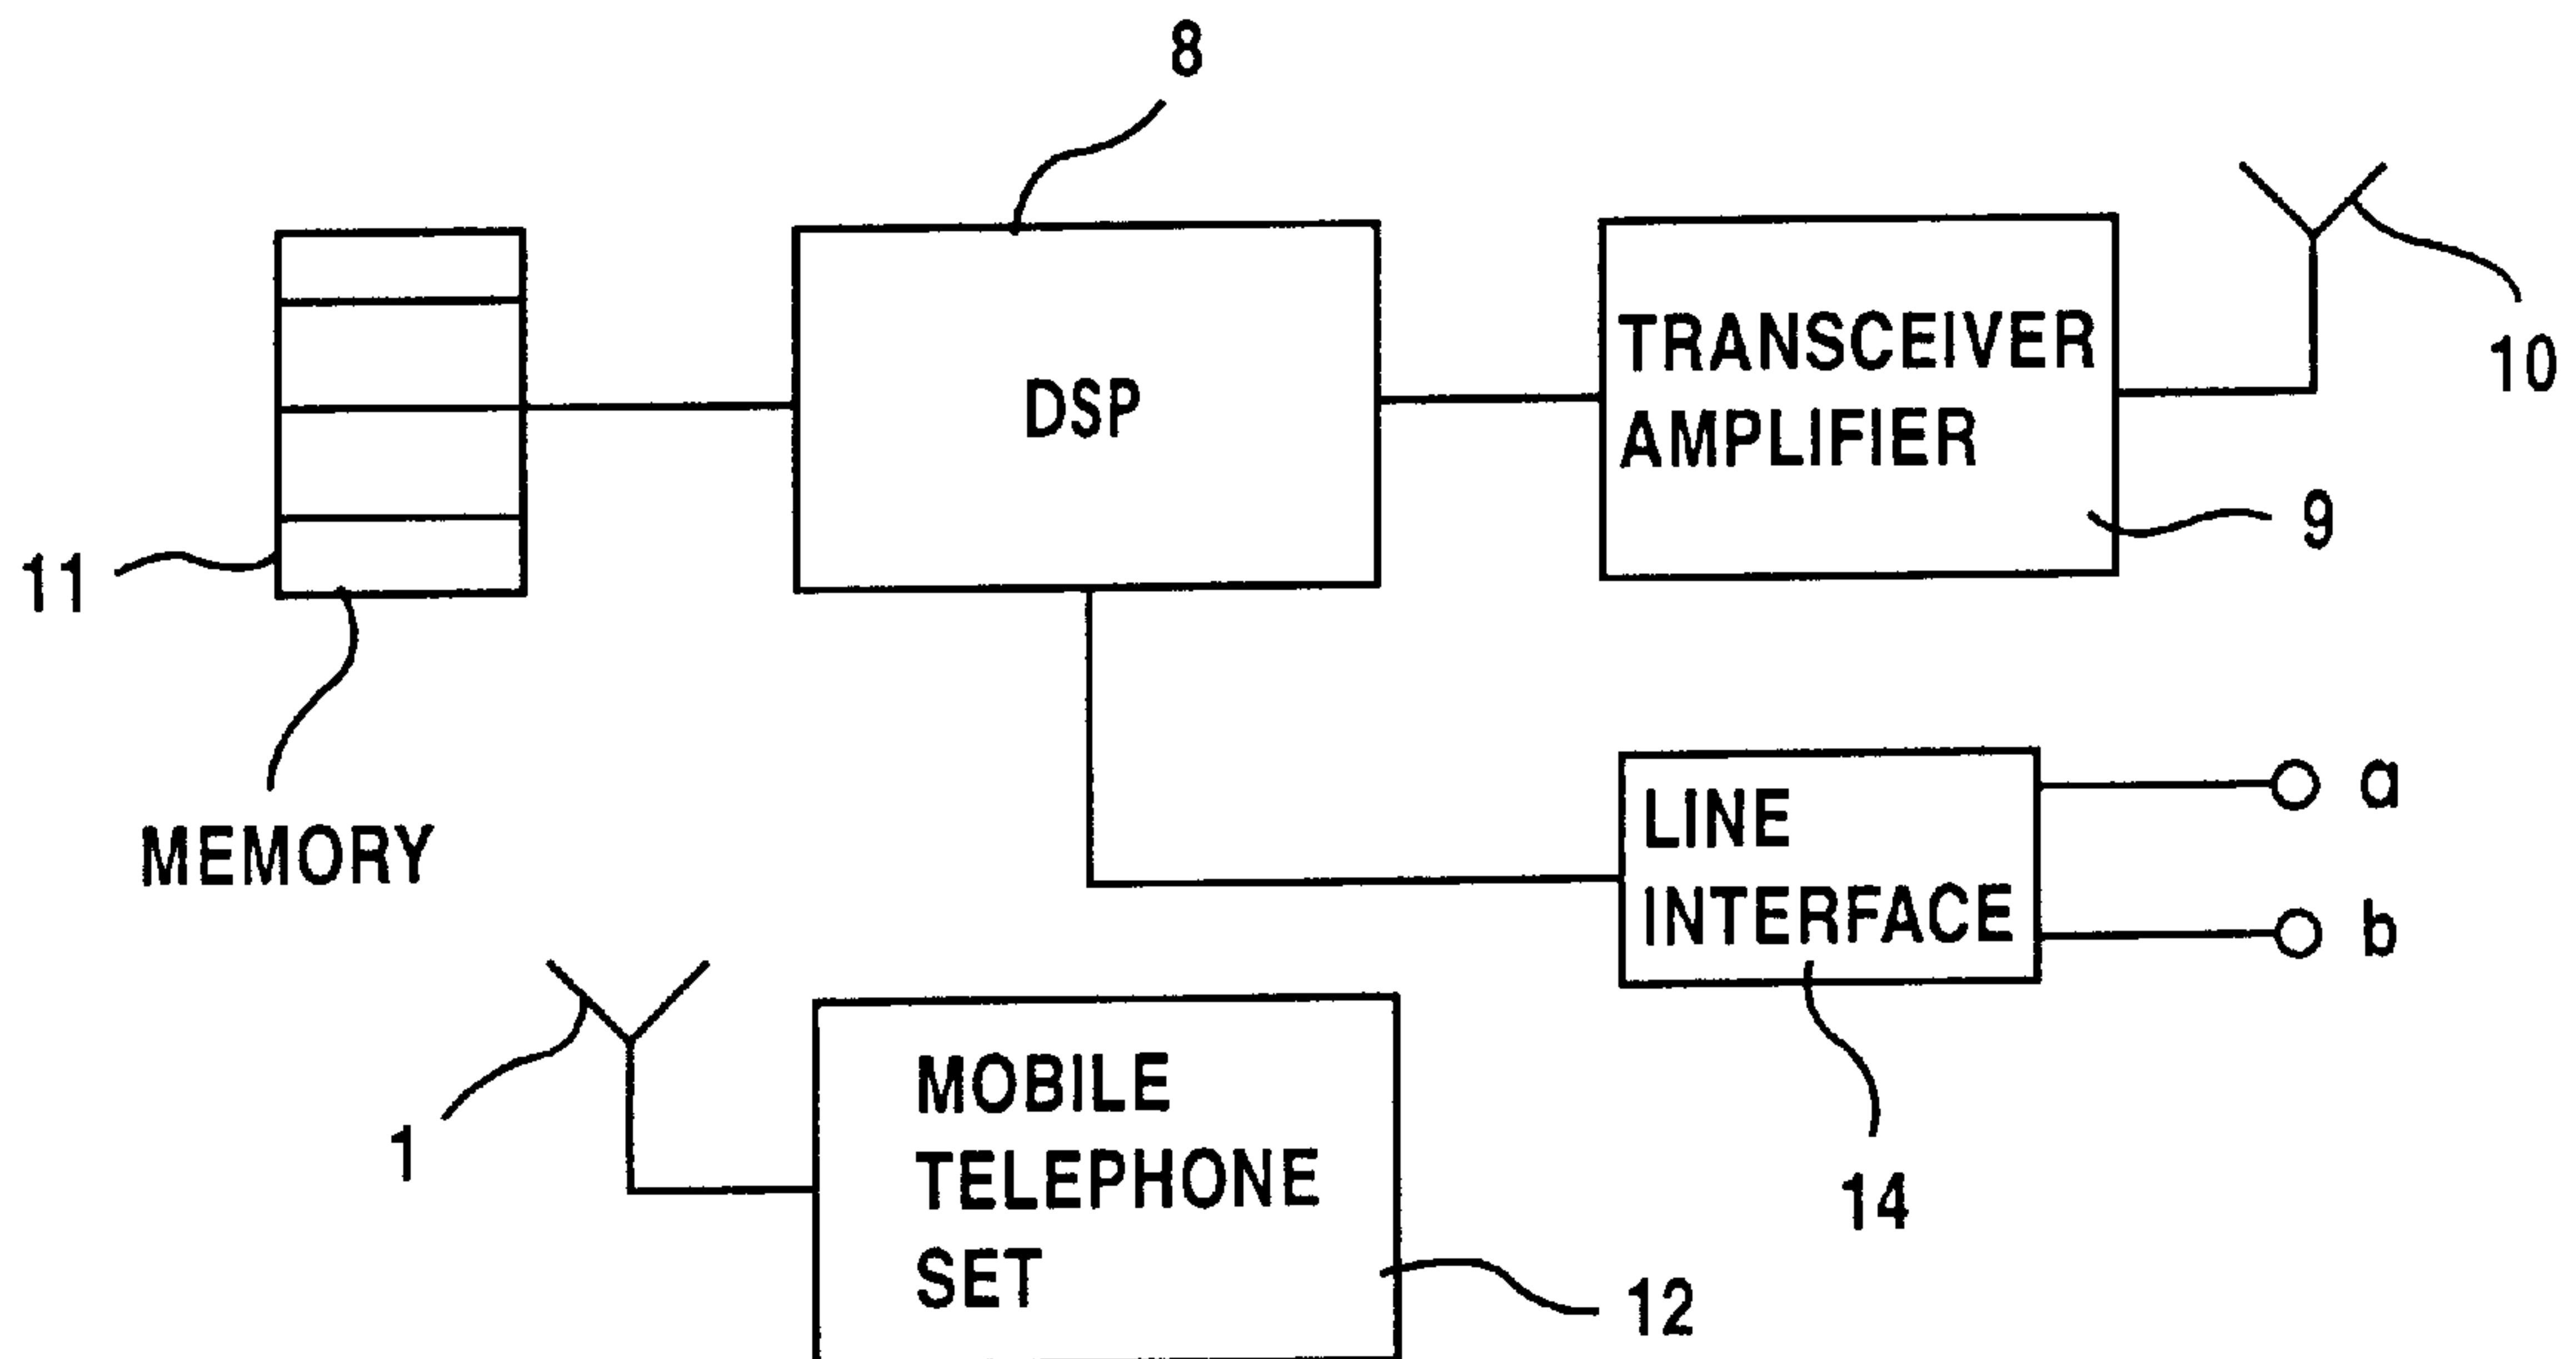 8
10
TRANSCEIVER
AMPLIFIER
DSP
9
11
MEMORY
LINE
INTERFACE
a
b
1
MOBILE
TELEPHONE
SET
14
12